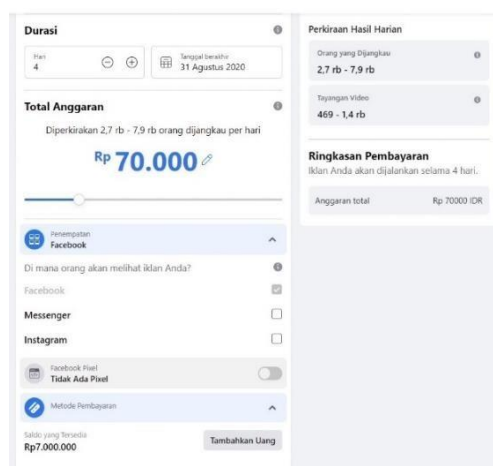 Durasi
Hari
4
Tanggal berakhir
31 Agustus 2020
Total Anggaran
Diperkirakan 2,7 rb - 7,9 rb orang dijangkau per hari
Rp 70.000
Penempatan
Facebook
Di mana orang akan melihat iklan Anda?
Facebook
Messenger
Instagram
Facebook Pixel
Tidak Ada Pixel
Metode Pembayaran
Saldo yang Tersedia
Rp7.000.000
Tambahkan Uang
Perkiraan Hasil Harian
Orang yang Dijangkau
2,7 rb - 7,9 rb
Tayangan Video
469 - 1,4 rb
Ringkasan Pembayaran
Iklan Anda akan dijalankan selama 4 hari.
Anggaran total
Rp 70000 IDR